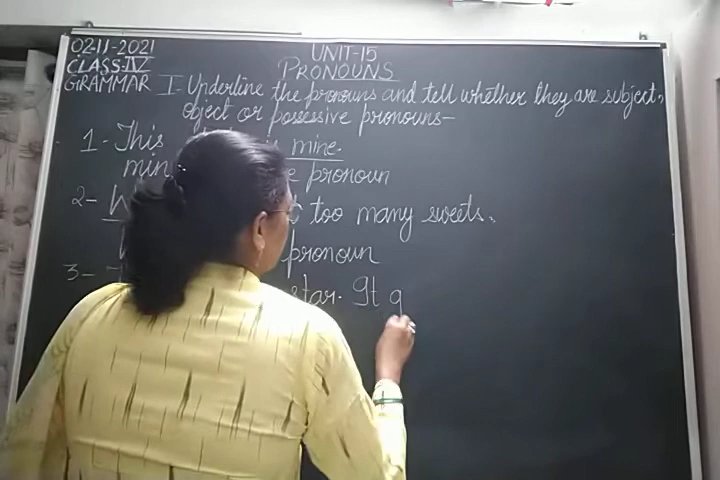 02-11-2021
UNIT-15
CLASS-IV
PRONOUNS
GRAMMAR I- Underline the pronouns and tell whether they are subject,
object or possessive pronouns-
1- This mine.
pronoun
2- too many sweets.
pronoun
3- star. It g